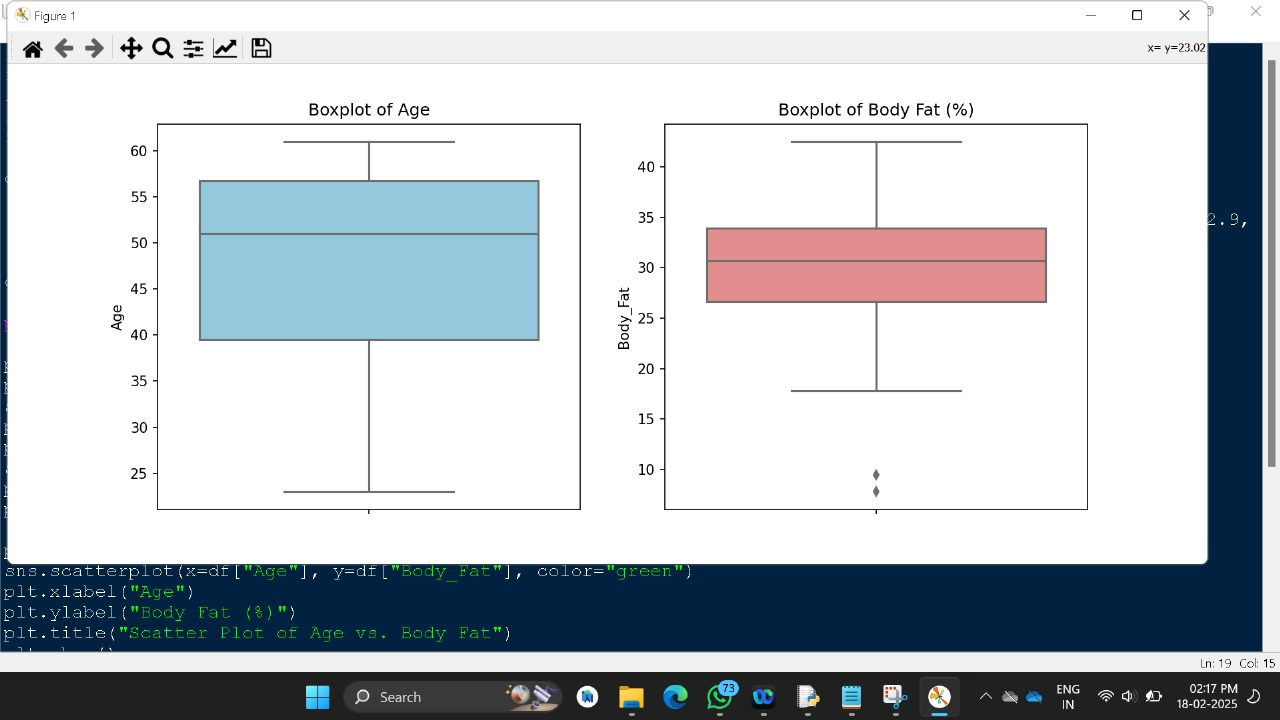 Figure 1
x= y=23.02
Boxplot of Age
Boxplot of Body Fat (%)
60
55
50
45
40
35
30
25
Age
40
35
30
25
20
15
10
Body_Fat
2.9,
sns.scatterplot(x=df["Age"], y=df["Body_Fat"], color="green")
plt.xlabel("Age")
plt.ylabel("Body Fat (%)")
plt.title("Scatter Plot of Age vs. Body Fat")
Ln: 19 Col: 15
Search
73
ENG
IN
02:17 PM
18-02-2025